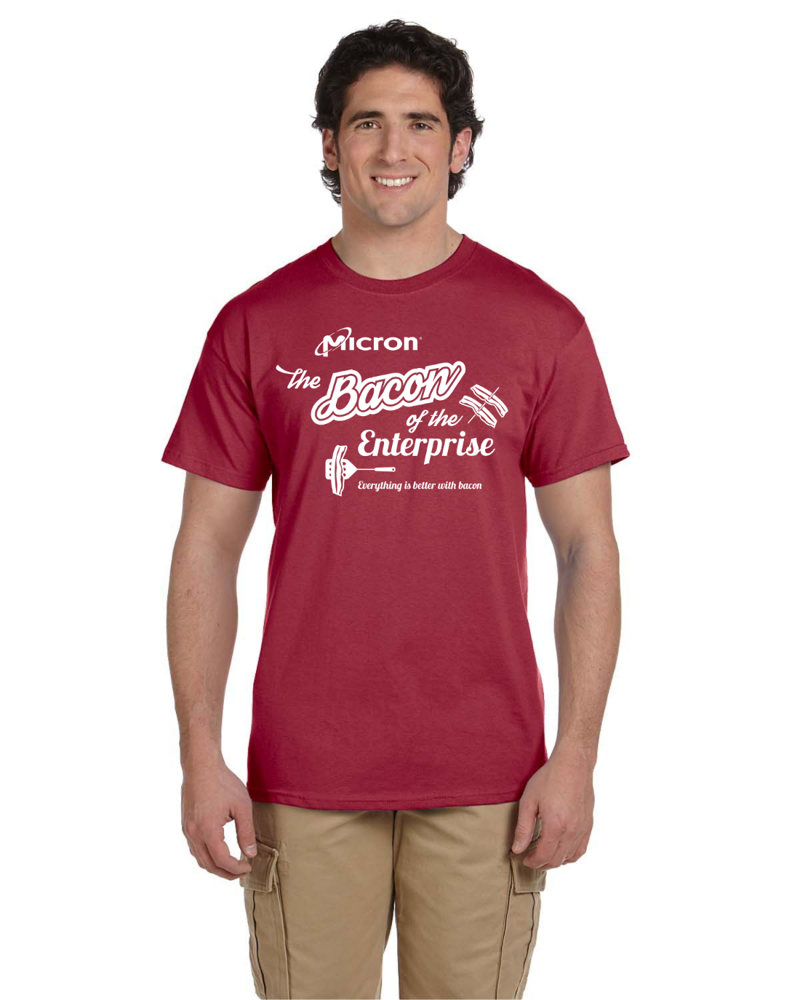 Micron®
The Bacon
of the
Enterprise
Everything is better with bacon